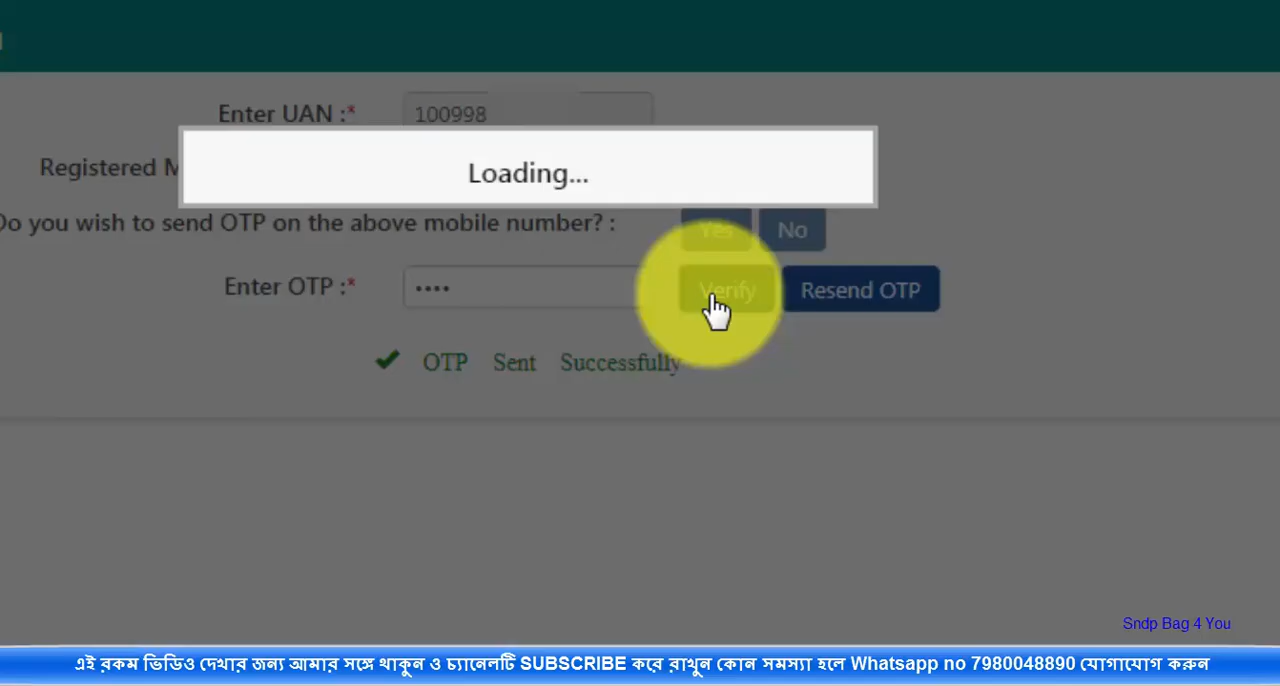 Enter UAN :* 100998
Loading...
Registered M
Do you wish to send OTP on the above mobile number? : Yes No
Enter OTP :* •••• Verify Resend OTP
✔ OTP Sent Successfully
Sndp Bag 4 You
এই রকম ভিডিও দেখার জন্য আমার সঙ্গে থাকুন ও চ্যানেলটি SUBSCRIBE করে রাখুন কোন সমস্যা হলে Whatsapp no 7980048890 যোগাযোগ করুন